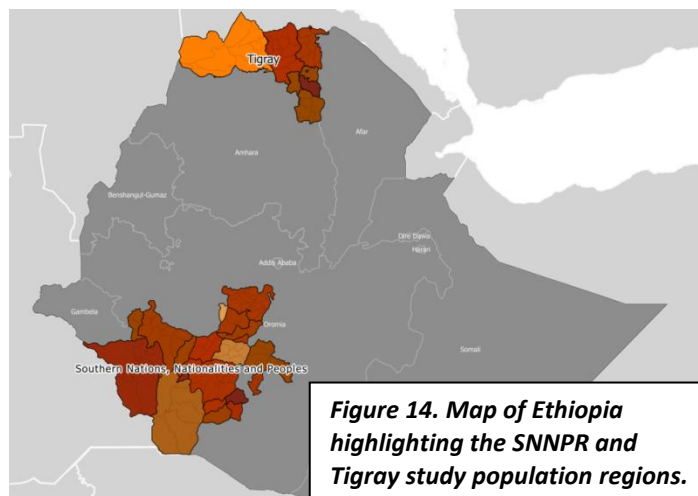 Tigray
Afar
Amhara
Benshangul-Gumaz
Dire Dawa
Harari
Addis Ababa
Gambela
Oromia
Somali
Southern Nations, Nationalities and Peoples
Figure 14. Map of Ethiopia
highlighting the SNNPR and
Tigray study population regions.